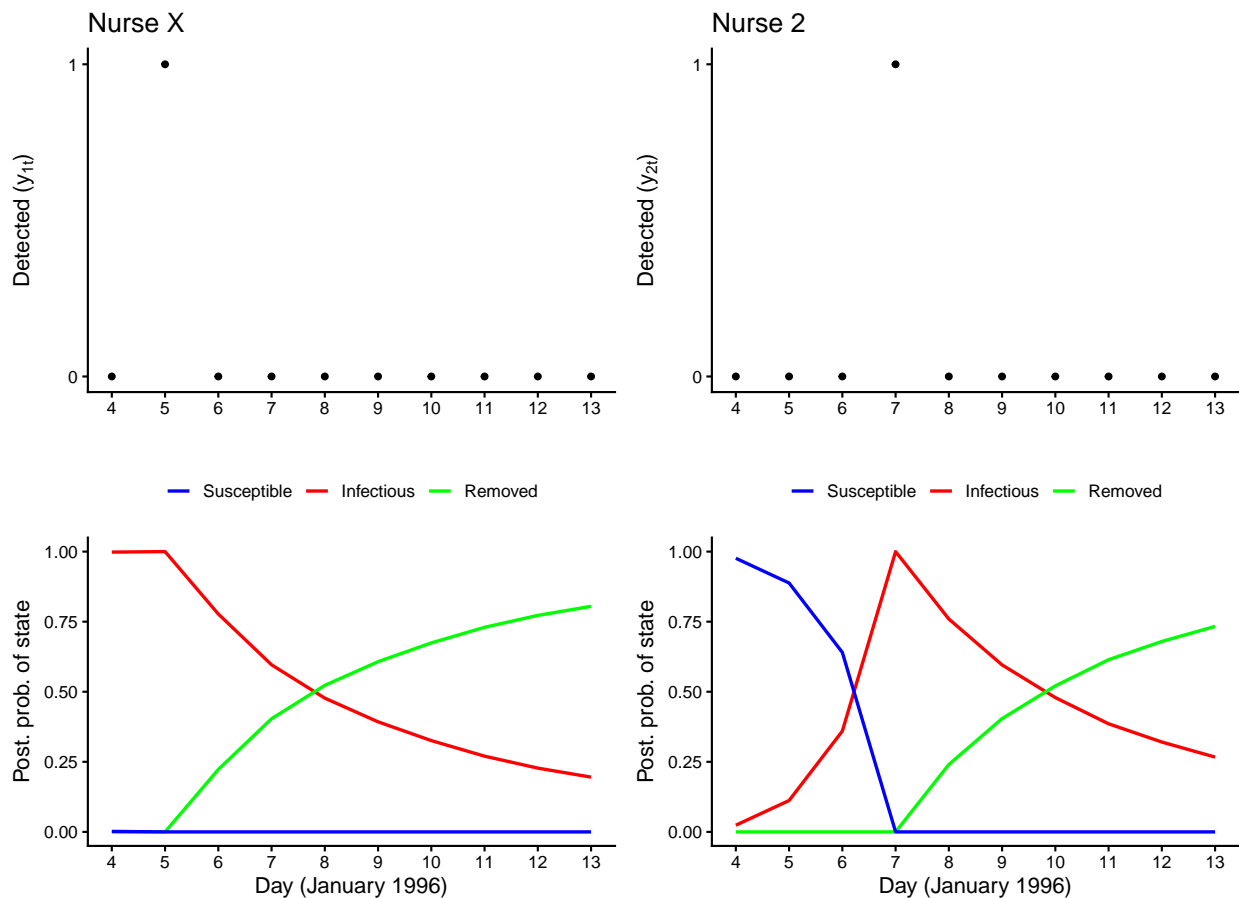 Nurse X
Detected (y1t)
1
0
4 5 6 7 8 9 10 11 12 13
Nurse 2
Detected (y2t)
1
0
4 5 6 7 8 9 10 11 12 13
Susceptible Infectious Removed
Post. prob. of state
1.00
0.75
0.50
0.25
0.00
4 5 6 7 8 9 10 11 12 13
Day (January 1996)
Susceptible Infectious Removed
Post. prob. of state
1.00
0.75
0.50
0.25
0.00
4 5 6 7 8 9 10 11 12 13
Day (January 1996)